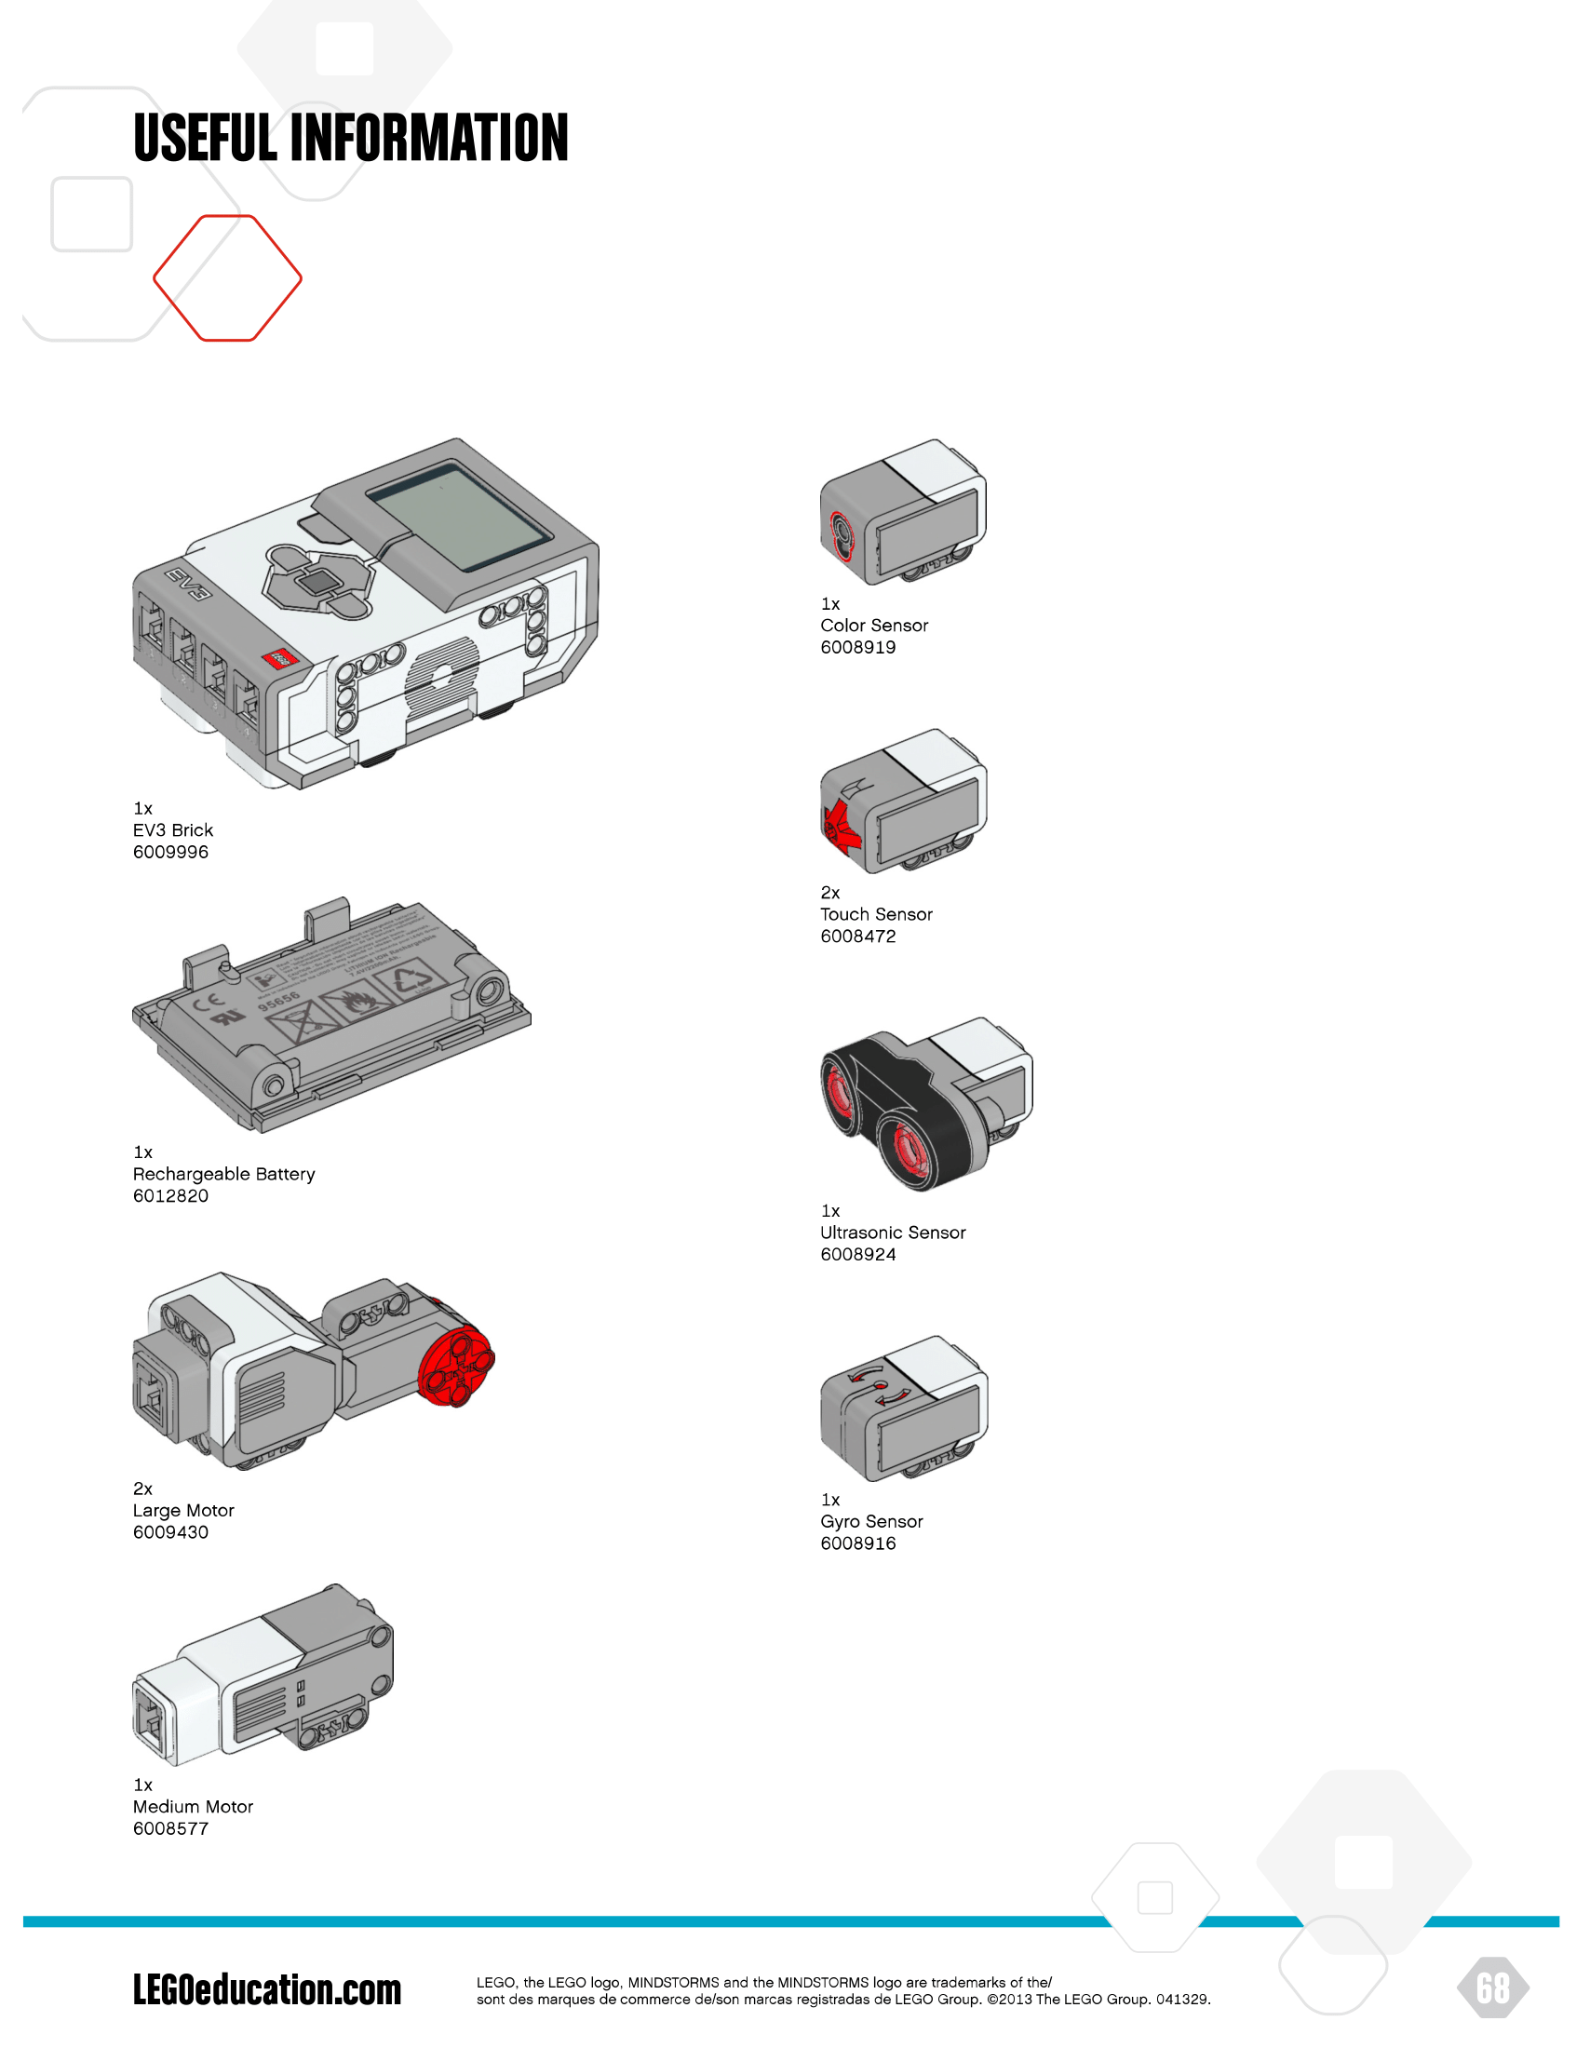 USEFUL INFORMATION
EV3
LEGO
1x
EV3 Brick
6009996
95656
1x
Rechargeable Battery
6012820
2x
Large Motor
6009430
1x
Medium Motor
6008577
1x
Color Sensor
6008919
2x
Touch Sensor
6008472
1x
Ultrasonic Sensor
6008924
1x
Gyro Sensor
6008916
LEGOeducation.com
LEGO, the LEGO logo, MINDSTORMS and the MINDSTORMS logo are trademarks of the/
sont des marques de commerce de/son marcas registradas de LEGO Group. ©2013 The LEGO Group. 041329.
68